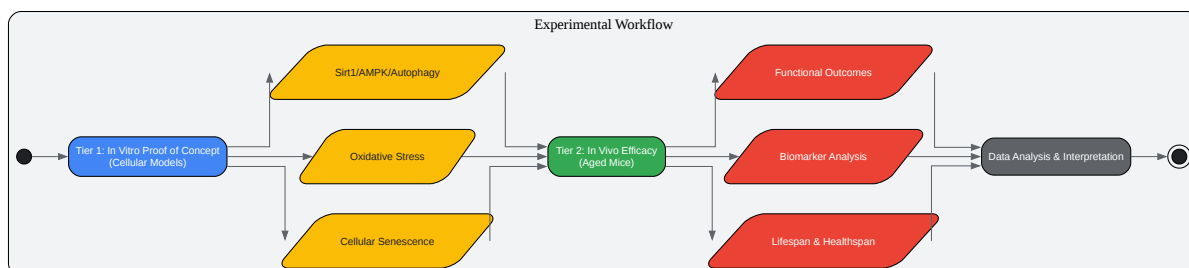 Experimental Workflow
Sirt1/AMPK/Autophagy
Functional Outcomes
Tier 1: In Vitro Proof of Concept
(Cellular Models)
Oxidative Stress
Tier 2: In Vivo Efficacy
(Aged Mice)
Biomarker Analysis
Data Analysis & Interpretation
Cellular Senescence
Lifespan & Healthspan